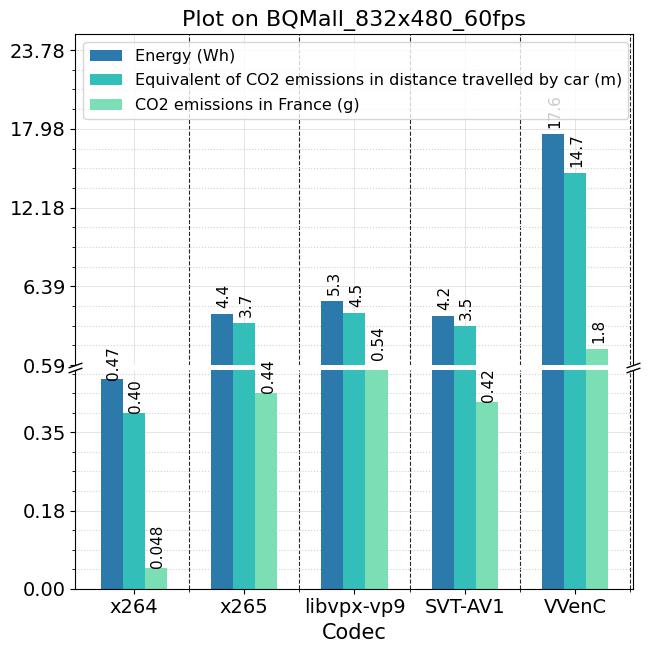 Plot on BQMall_832x480_60fps
Energy (Wh)
Equivalent of CO2 emissions in distance travelled by car (m)
CO2 emissions in France (g)
23.78
17.98
12.18
6.39
0.59
0.35
0.18
0.00
0.47
0.40
0.048
4.4
3.7
0.44
5.3
4.5
0.54
4.2
3.5
0.42
17.6
14.7
1.8
x264
x265
libvpx-vp9
SVT-AV1
VVenC
Codec